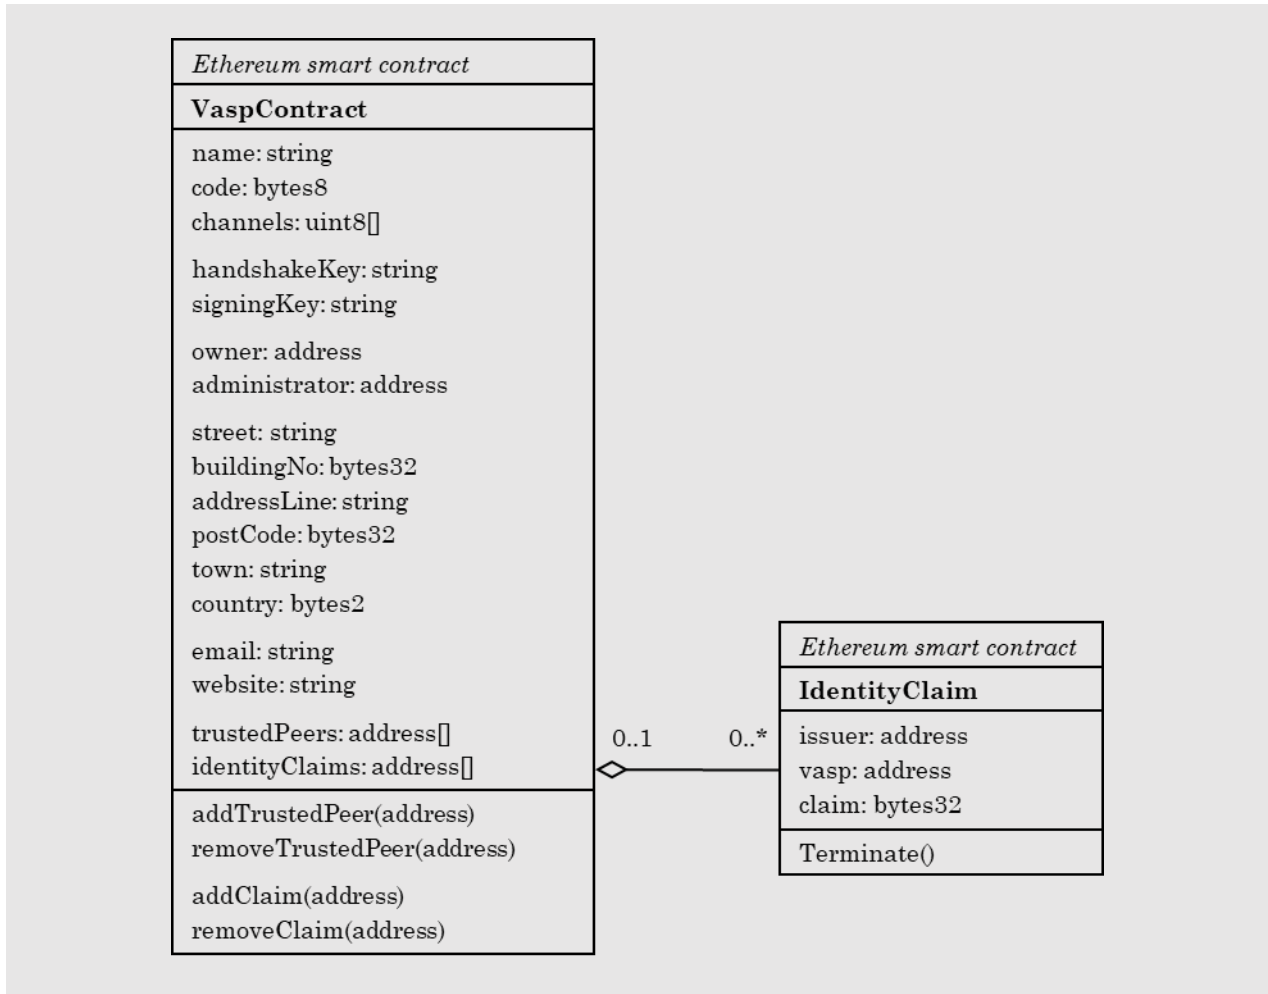 Ethereum smart contract
VaspContract
name: string
code: bytes8
channels: uint8[]
handshakeKey: string
signingKey: string
owner: address
administrator: address
street: string
buildingNo: bytes32
addressLine: string
postCode: bytes32
town: string
country: bytes2
email: string
website: string
trustedPeers: address[]
identityClaims: address[]
addTrustedPeer(address)
removeTrustedPeer(address)
addClaim(address)
removeClaim(address)
0..1 0..*
Ethereum smart contract
IdentityClaim
issuer: address
vasp: address
claim: bytes32
Terminate()